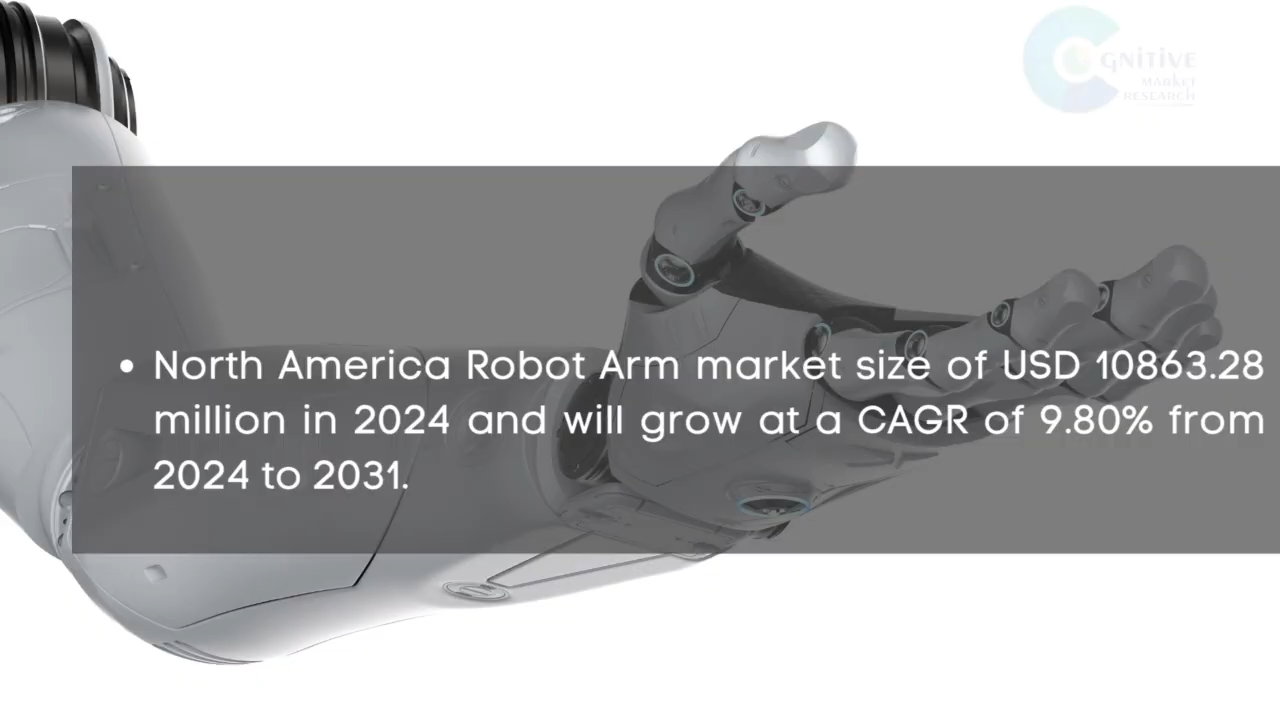 GNITIVE
MARKET
RESEARCH
• North America Robot Arm market size of USD 10863.28
million in 2024 and will grow at a CAGR of 9.80% from
2024 to 2031.